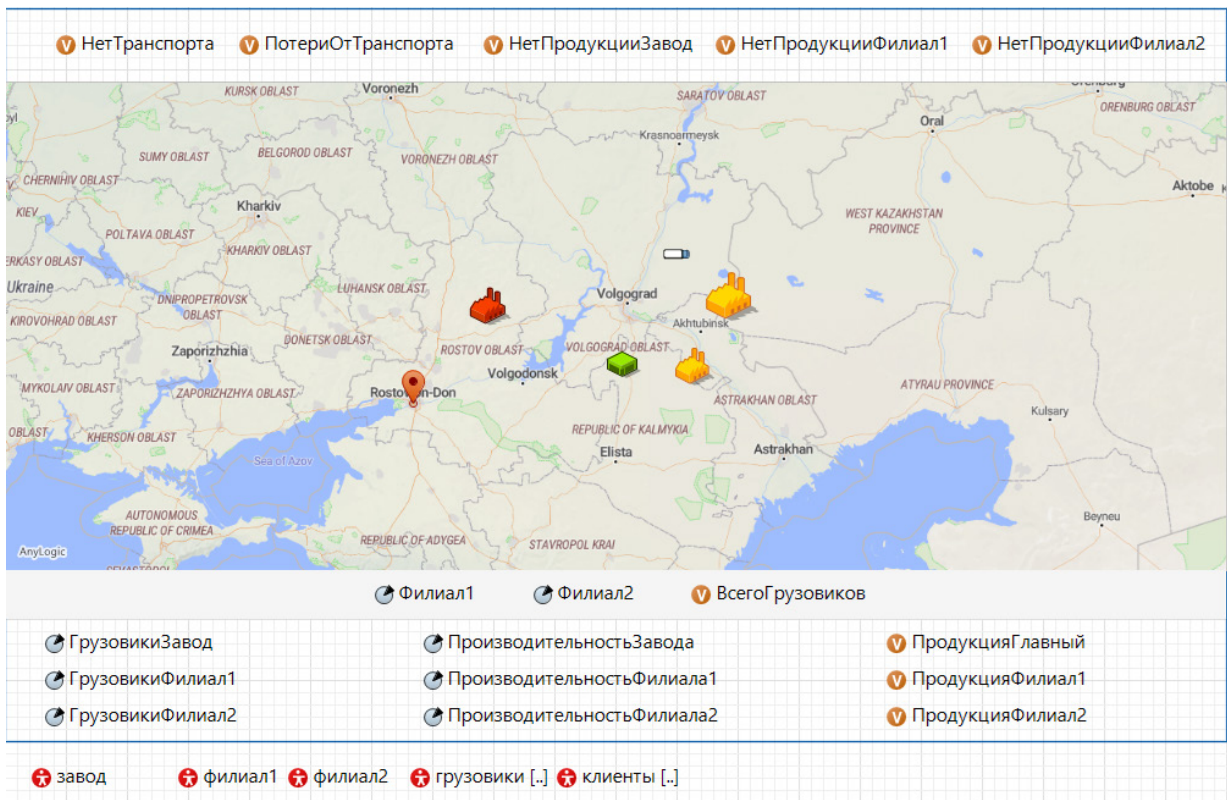 НетТранспорта ПотериОтТранспорта НетПродукцииЗавод НетПродукцииФилиал1 НетПродукцииФилиал2
KURSK OBLAST Voronezh SARATOV OBLAST
Oral ORENBURG OBLAST
Krasnoarmeysk
SUMY OBLAST BELGOROD OBLAST VORONEZH OBLAST
CHERNIHIV OBLAST
Aktobe
KIEV Kharkiv WEST KAZAKHSTAN
PROVINCE
POLTAVA OBLAST
KHARKIV OBLAST
ERKASY OBLAST
Ukraine LUHANSK OBLAST Volgograd
DNIPROPETROVSK
OBLAST
KIROVOHRAD OBLAST Akhtubinsk
DONETSK OBLAST
Zaporizhzhia ROSTOV OBLAST VOLGOGRAD OBLAST
Volgodonsk
MYKOLAIV OBLAST ZAPORIZHZHYA OBLAST Rostov-on-Don ATYRAU PROVINCE
ASTRAKHAN OBLAST
Kulsary
OBLAST KHERSON OBLAST REPUBLIC OF KALMYKIA
Sea of Azov Elista Astrakhan
AUTONOMOUS
REPUBLIC OF CRIMEA Beyneu
REPUBLIC OF ADYGEA STAVROPOL KRAI
AnyLogic
Филиал1 Филиал2 ВсегоГрузовиков
ГрузовикиЗавод ПроизводительностьЗавода ПродукцияГлавный
ГрузовикиФилиал1 ПроизводительностьФилиала1 ПродукцияФилиал1
ГрузовикиФилиал2 ПроизводительностьФилиала2 ПродукцияФилиал2
завод филиал1 филиал2 грузовики [..] клиенты [..]